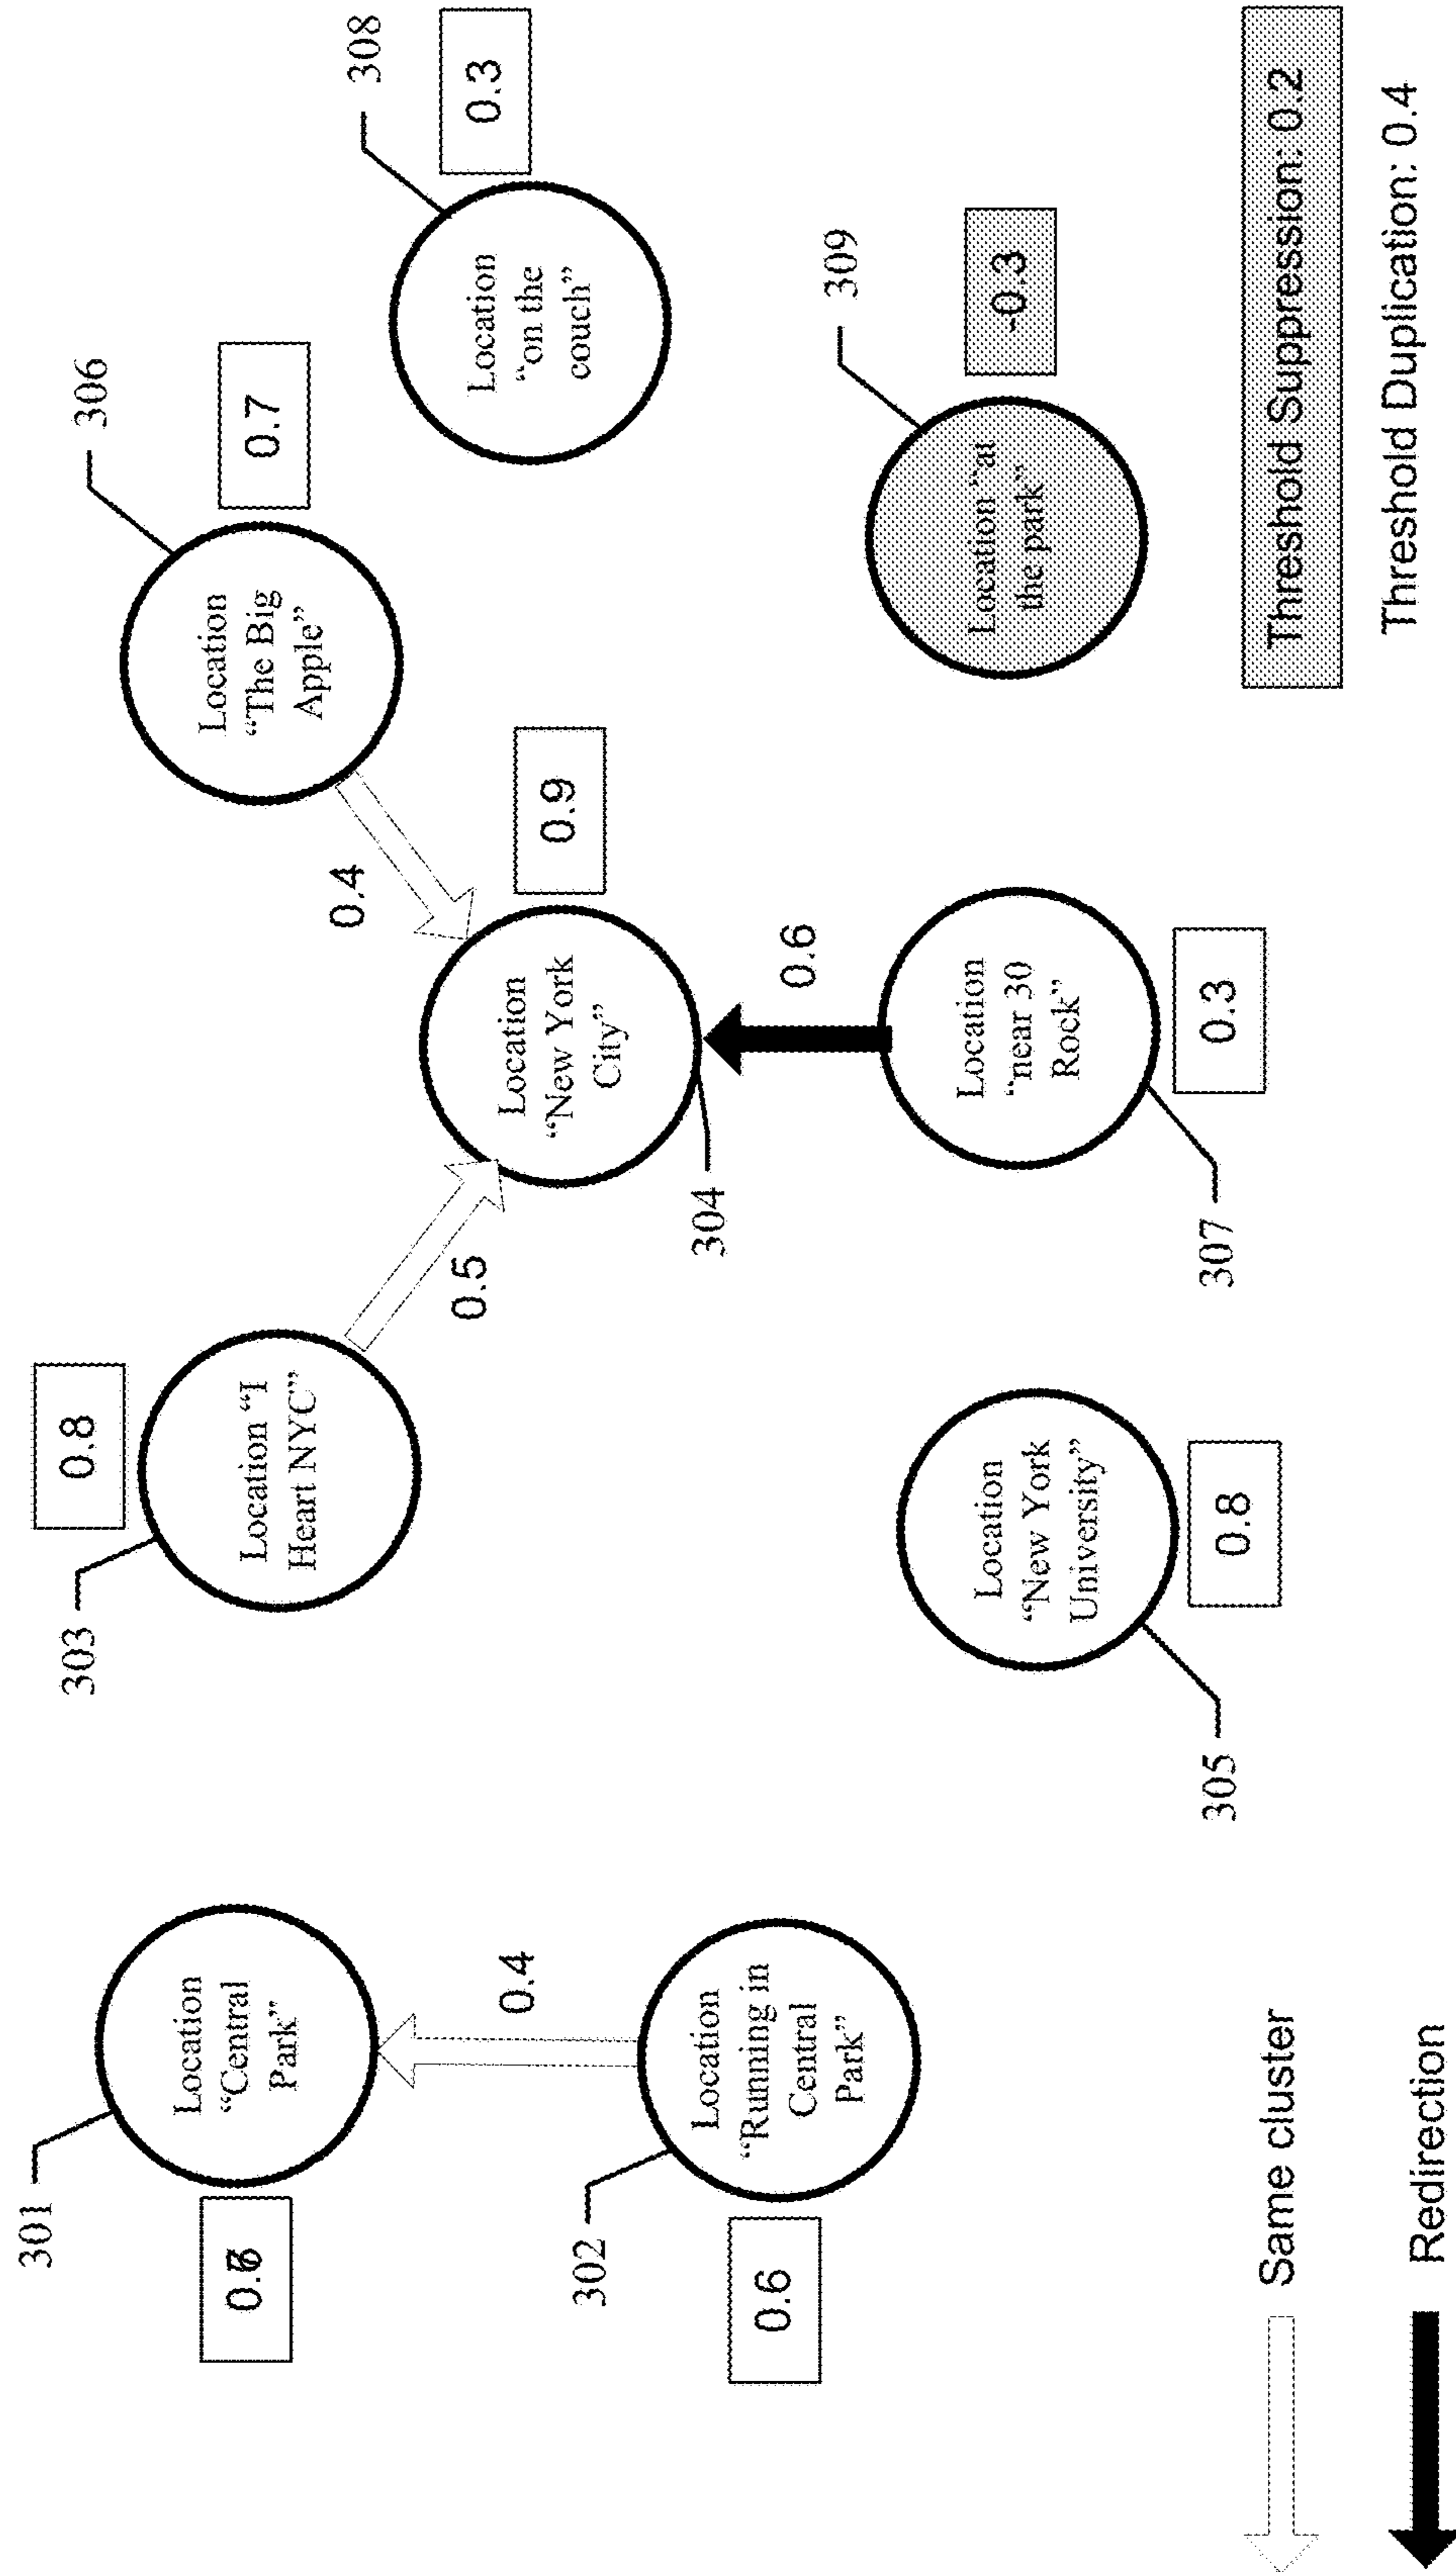 301
Location
“Central
Park”
302
Location
“Running in
Central
Park”
0.6
0.4
303
0.8
Location “I
Heart NYC”
0.5
304
Location
“New York
City”
0.9
305
Location
“New York
University”
0.8
306
Location
“The Big
Apple”
0.7
0.4
307
Location
“near 30
Rock”
0.3
0.6
308
Location
“on the
couch”
0.3
309
Location “at
the park”
-0.3
Same cluster
Redirection
Threshold Suppression: 0.2
Threshold Duplication: 0.4